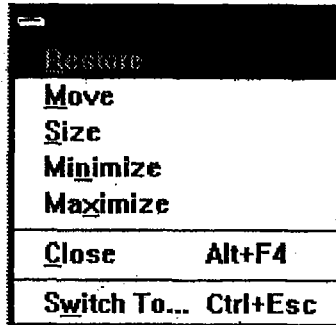 Restore
Move
Size
Minimize
Maximize
Close Alt+F4
Switch To... Ctrl+Esc